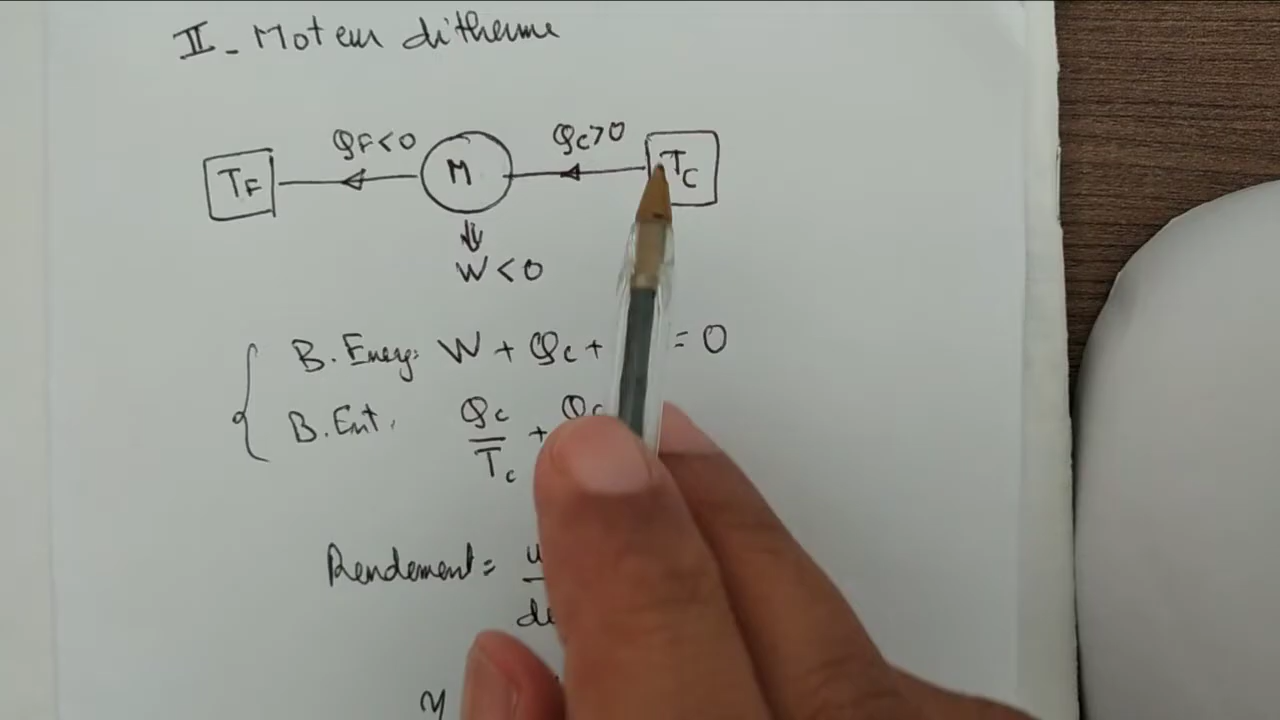 II - Moteur ditherme
QF<0 QC>0
TF M TC
W<0
B. Energ: W + Qc + = 0
B. Ent. Qc/Tc +
Rendement =
η